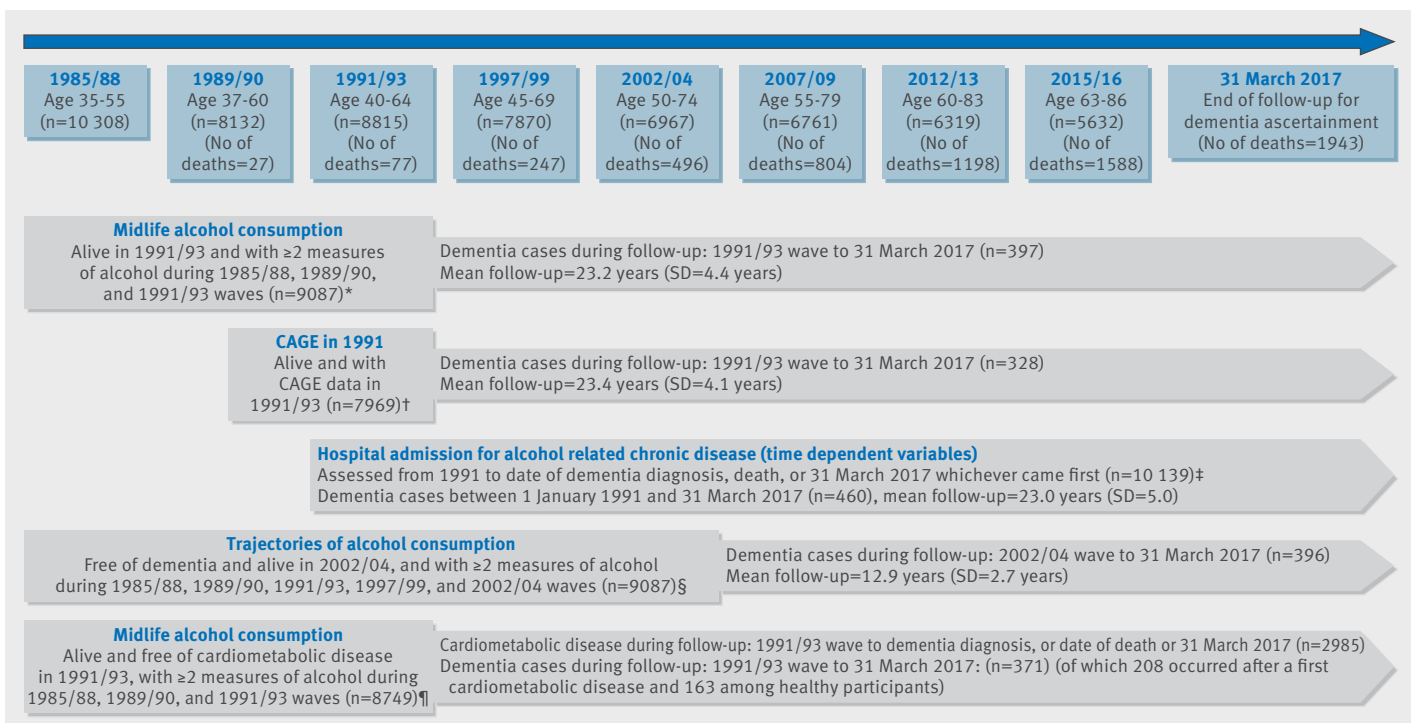 1985/88
Age 35-55
(n=10 308)
1989/90
Age 37-60
(n=8132)
(No of
deaths=27)
1991/93
Age 40-64
(n=8815)
(No of
deaths=77)
1997/99
Age 45-69
(n=7870)
(No of
deaths=247)
2002/04
Age 50-74
(n=6967)
(No of
deaths=496)
2007/09
Age 55-79
(n=6761)
(No of
deaths=804)
2012/13
Age 60-83
(n=6319)
(No of
deaths=1198)
2015/16
Age 63-86
(n=5632)
(No of
deaths=1588)
31 March 2017
End of follow-up for
dementia ascertainment
(No of deaths=1943)
Midlife alcohol consumption
Alive in 1991/93 and with ≥2 measures
of alcohol during 1985/88, 1989/90,
and 1991/93 waves (n=9087)*
Dementia cases during follow-up: 1991/93 wave to 31 March 2017 (n=397)
Mean follow-up=23.2 years (SD=4.4 years)
CAGE in 1991
Alive and with
CAGE data in
1991/93 (n=7969)†
Dementia cases during follow-up: 1991/93 wave to 31 March 2017 (n=328)
Mean follow-up=23.4 years (SD=4.1 years)
Hospital admission for alcohol related chronic disease (time dependent variables)
Assessed from 1991 to date of dementia diagnosis, death, or 31 March 2017 whichever came first (n=10 139)‡
Dementia cases between 1 January 1991 and 31 March 2017 (n=460), mean follow-up=23.0 years (SD=5.0)
Trajectories of alcohol consumption
Free of dementia and alive in 2002/04, and with ≥2 measures of alcohol
during 1985/88, 1989/90, 1991/93, 1997/99, and 2002/04 waves (n=9087)§
Dementia cases during follow-up: 2002/04 wave to 31 March 2017 (n=396)
Mean follow-up=12.9 years (SD=2.7 years)
Midlife alcohol consumption
Alive and free of cardiometabolic disease
in 1991/93, with ≥2 measures of alcohol during
1985/88, 1989/90, and 1991/93 waves (n=8749)¶
Cardiometabolic disease during follow-up: 1991/93 wave to dementia diagnosis, or date of death or 31 March 2017 (n=2985)
Dementia cases during follow-up: 1991/93 wave to 31 March 2017: (n=371) (of which 208 occurred after a first
cardiometabolic disease and 163 among healthy participants)